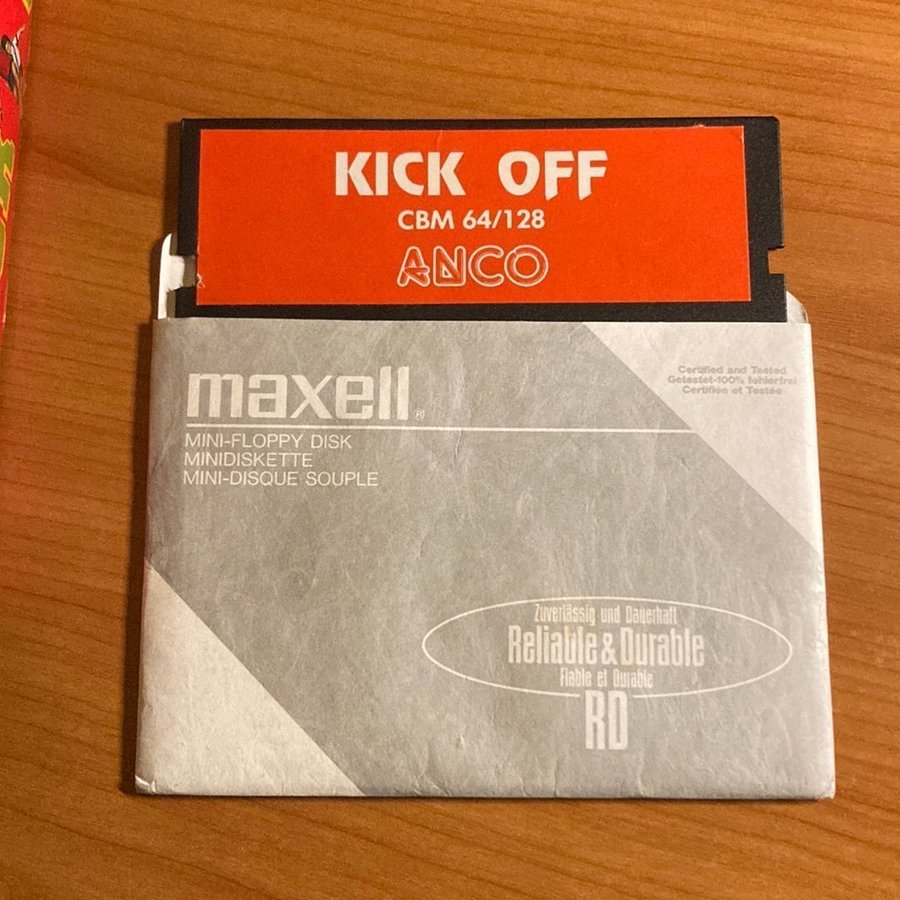 KICK OFF
CBM 64/128
ANCO
maxell®
MINI-FLOPPY DISK
MINIDISKETTE
MINI-DISQUE SOUPLE
Certified and Tested
Getestet-100% fehlerfrei
Certifiée et Testée
Zuverlässig und Dauerhaft
Reliable & Durable
Fiable et Durable
RD